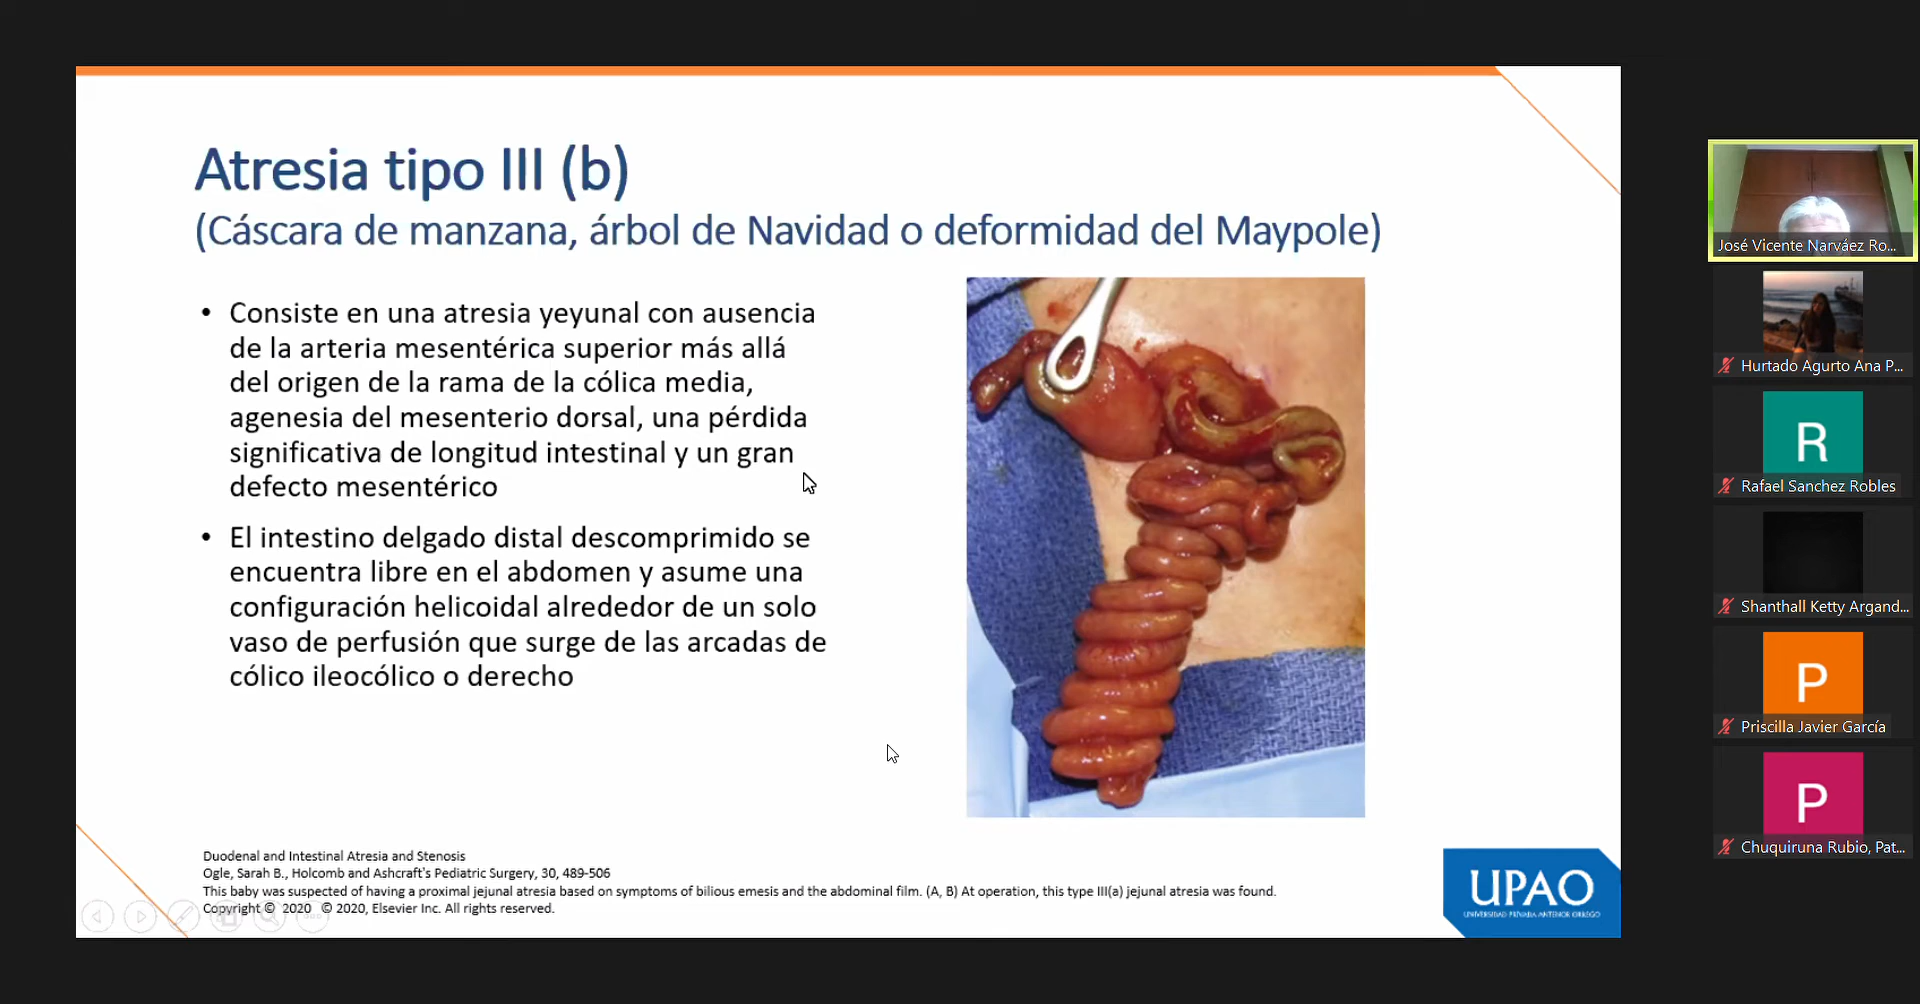 Atresia tipo III (b)
(Cáscara de manzana, árbol de Navidad o deformidad del Maypole)
• Consiste en una atresia yeyunal con ausencia
de la arteria mesentérica superior más allá
del origen de la rama de la cólica media,
agenesia del mesenterio dorsal, una pérdida
significativa de longitud intestinal y un gran
defecto mesentérico
• El intestino delgado distal descomprimido se
encuentra libre en el abdomen y asume una
configuración helicoidal alrededor de un solo
vaso de perfusión que surge de las arcadas de
cólico ileocólico o derecho
Duodenal and Intestinal Atresia and Stenosis
Ogle, Sarah B., Holcomb and Ashcraft's Pediatric Surgery, 30, 489-506
This baby was suspected of having a proximal jejunal atresia based on symptoms of bilious emesis and the abdominal film. (A, B) At operation, this type III(a) jejunal atresia was found.
Copyright © 2020 © 2020, Elsevier Inc. All rights reserved.
UPAO
UNIVERSIDAD PRIVADA ANTENOR ORREGO
José Vicente Narváez Ro...
Hurtado Agurto Ana P...
R
Rafael Sanchez Robles
Shanthall Ketty Argand...
P
Priscilla Javier García
P
Chuquiruna Rubio, Pat...